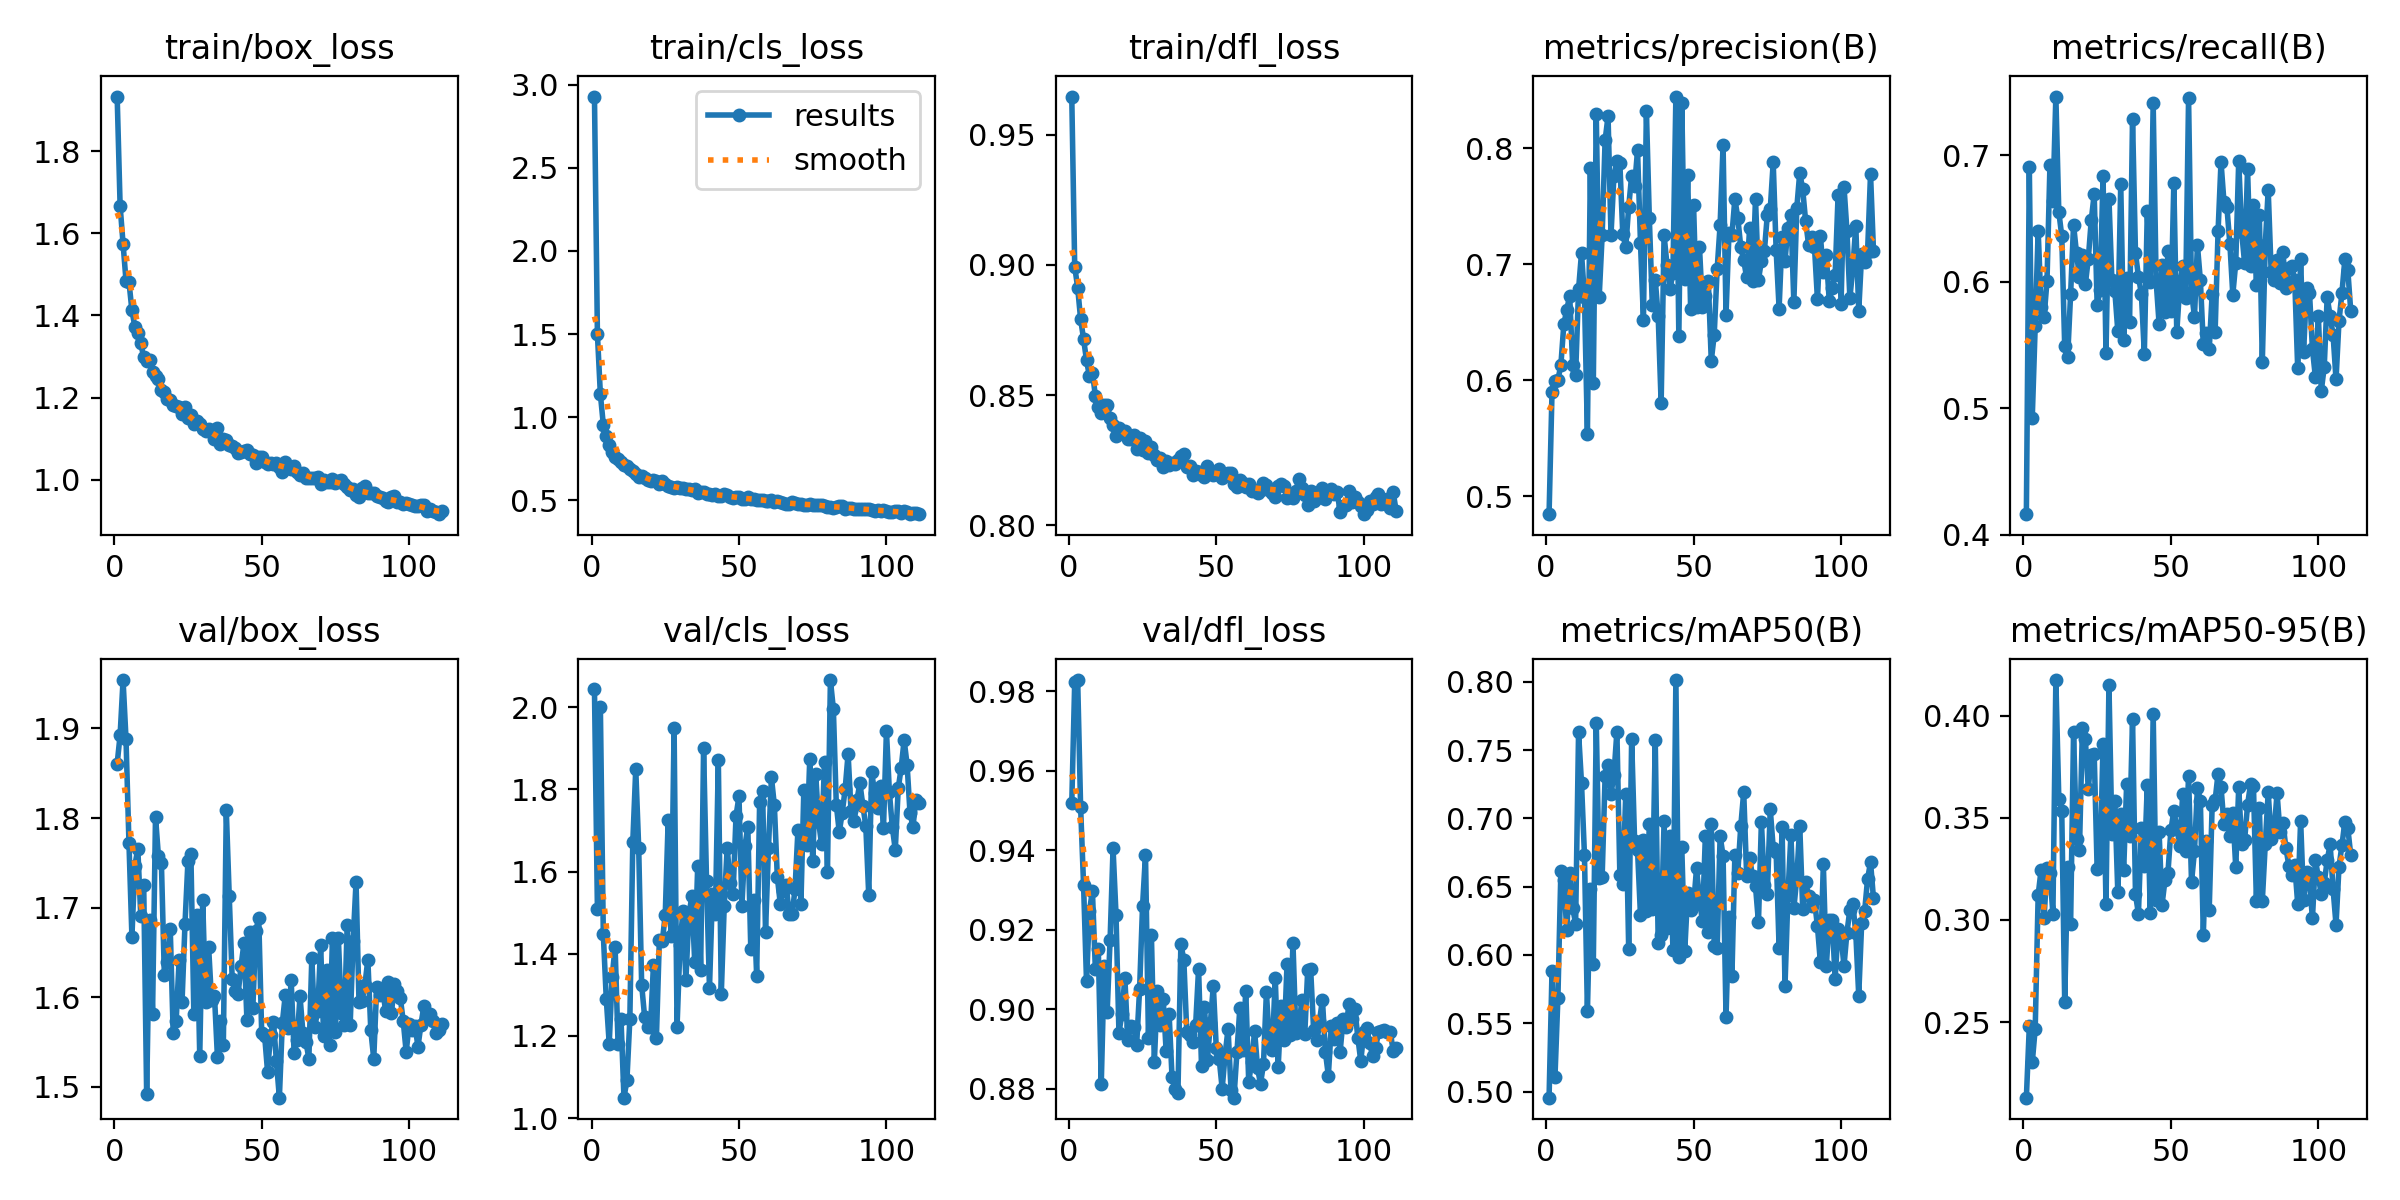 train/box_loss
1.8
1.6
1.4
1.2
1.0
0 50 100
train/cls_loss
results
smooth
3.0
2.5
2.0
1.5
1.0
0.5
0 50 100
train/dfl_loss
0.95
0.90
0.85
0.80
0 50 100
metrics/precision(B)
0.8
0.7
0.6
0.5
0 50 100
metrics/recall(B)
0.7
0.6
0.5
0.4
0 50 100
val/box_loss
1.9
1.8
1.7
1.6
1.5
0 50 100
val/cls_loss
2.0
1.8
1.6
1.4
1.2
1.0
0 50 100
val/dfl_loss
0.98
0.96
0.94
0.92
0.90
0.88
0 50 100
metrics/mAP50(B)
0.80
0.75
0.70
0.65
0.60
0.55
0.50
0 50 100
metrics/mAP50-95(B)
0.40
0.35
0.30
0.25
0 50 100